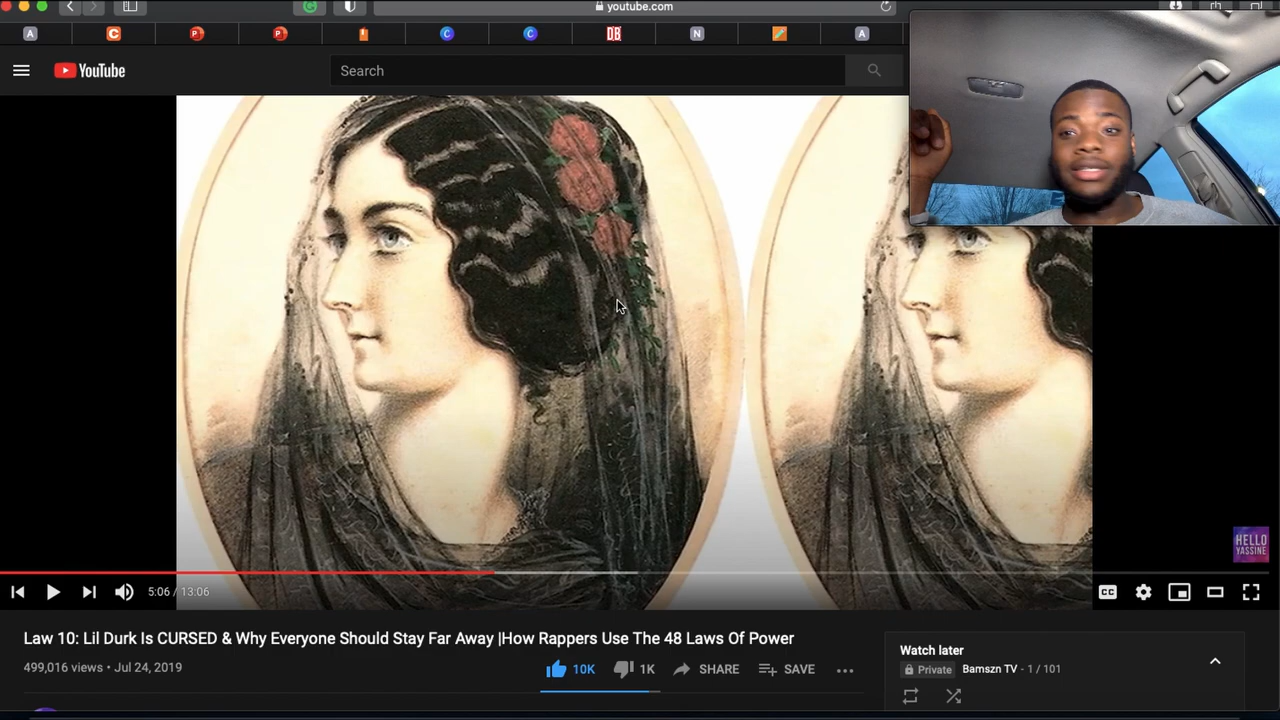 youtube.com
A C P P C C DB N A
YouTube
Search
HELLO
YASSINE
5:06 / 13:06
CC
Law 10: Lil Durk Is CURSED & Why Everyone Should Stay Far Away |How Rappers Use The 48 Laws Of Power
499,016 views • Jul 24, 2019
10K
1K
SHARE
SAVE
Watch later
Private
Bamszn TV - 1 / 101